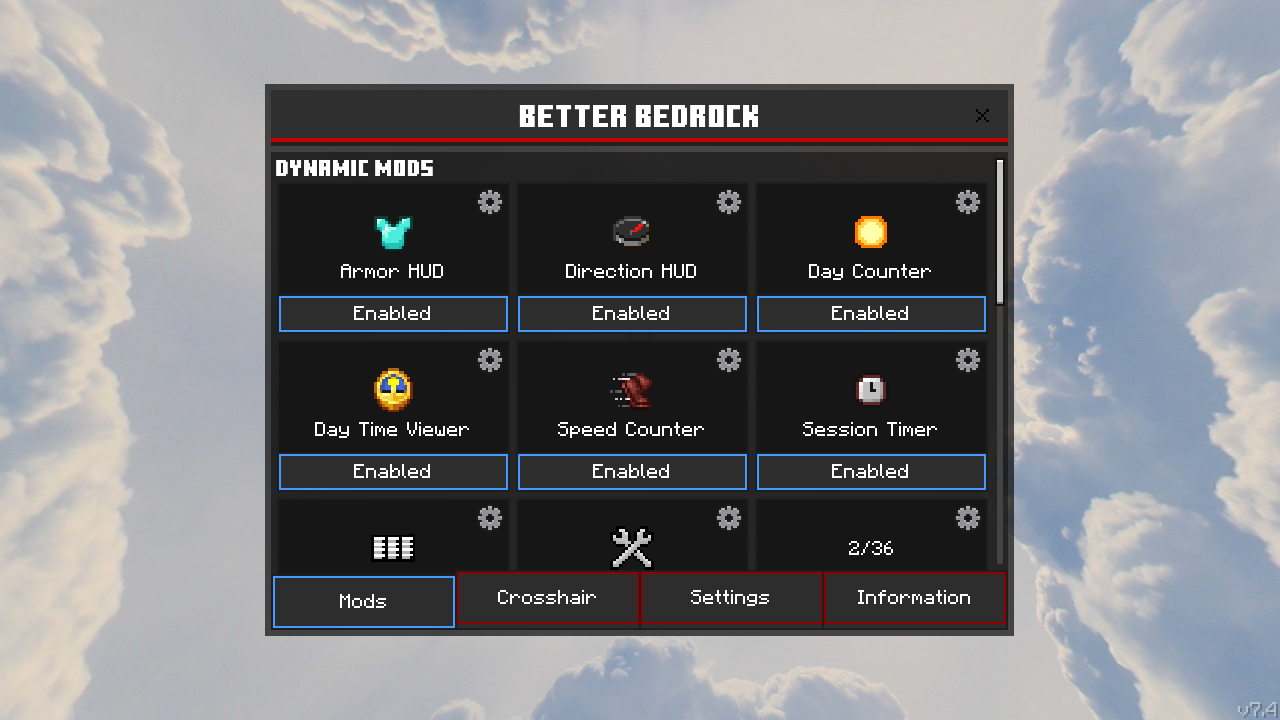 BETTER BEDROCK
DYNAMIC MODS
Armor HUD
Direction HUD
Day Counter
Enabled
Enabled
Enabled
Day Time Viewer
Speed Counter
Session Timer
Enabled
Enabled
Enabled
2/36
Mods
Crosshair
Settings
Information
v7.4